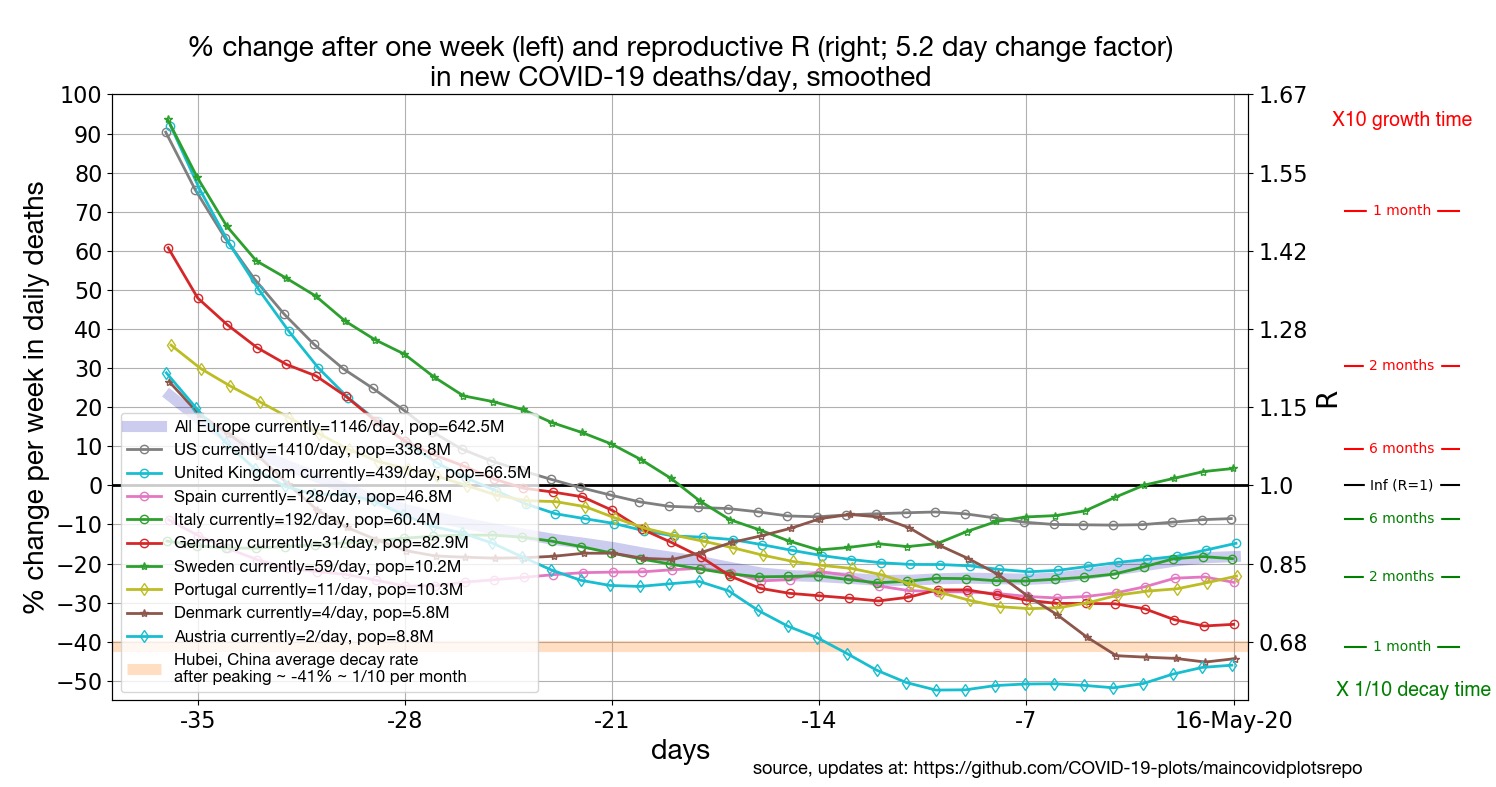 % change after one week (left) and reproductive R (right; 5.2 day change factor)
in new COVID-19 deaths/day, smoothed
100
90
80
70
60
50
40
30
20
10
0
−10
−20
−30
−40
−50
% change per week in daily deaths
All Europe currently=1146/day, pop=642.5M
US currently=1410/day, pop=338.8M
United Kingdom currently=439/day, pop=66.5M
Spain currently=128/day, pop=46.8M
Italy currently=192/day, pop=60.4M
Germany currently=31/day, pop=82.9M
Sweden currently=59/day, pop=10.2M
Portugal currently=11/day, pop=10.3M
Denmark currently=4/day, pop=5.8M
Austria currently=2/day, pop=8.8M
Hubei, China average decay rate
after peaking ~ -41% ~ 1/10 per month
-35
-28
-21
-14
-7
16-May-20
days
1.67
1.55
1.42
1.28
1.15
1.0
0.85
0.68
R
X10 growth time
1 month
2 months
6 months
Inf (R=1)
6 months
2 months
1 month
X 1/10 decay time
source, updates at: https://github.com/COVID-19-plots/maincovidplotsrepo